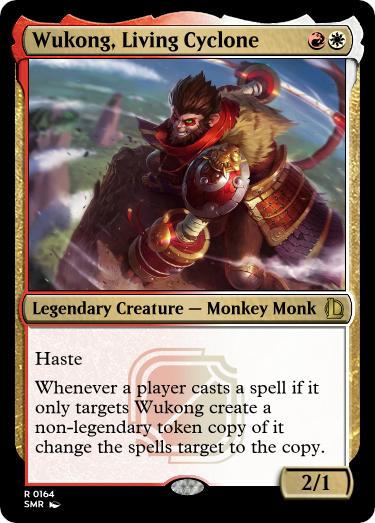 Wukong, Living Cyclone
Legendary Creature — Monkey Monk
Haste
Whenever a player casts a spell if it
only targets Wukong create a
non-legendary token copy of it
change the spells target to the copy.
2/1
R 0164
SMR